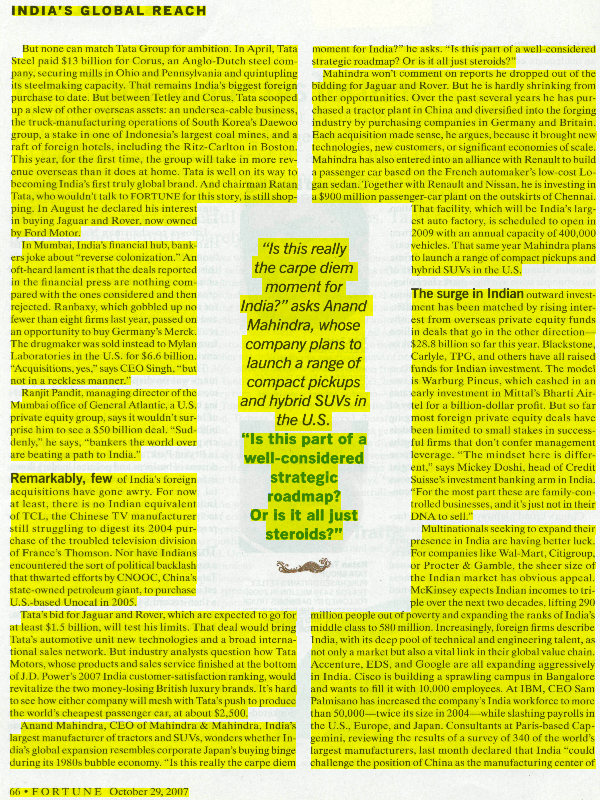 INDIA'S GLOBAL REACH
But none can match Tata Group for ambition. In April, Tata
Steel paid $13 billion for Corus, an Anglo-Dutch steel com-
pany, securing mills in Ohio and Pennsylvania and quintupling
its steelmaking capacity. That remains India's biggest foreign
purchase to date. But between Tetley and Corus, Tata scooped
up a slew of other overseas assets: an undersea-cable business,
the truck-manufacturing operations of South Korea's Daewoo
group, a stake in one of Indonesia's largest coal mines, and a
raft of foreign hotels, including the Ritz-Carlton in Boston.
This year, for the first time, the group will take in more rev-
enue overseas than it does at home. Tata is well on its way to
becoming India's first truly global brand. And chairman Ratan
Tata, who wouldn't talk to FORTUNE for this story, is still shop-
ping. In August he declared his interest
in buying Jaguar and Rover, now owned
by Ford Motor.
In Mumbai, India's financial hub, bank-
ers joke about "reverse colonization." An
oft-heard lament is that the deals reported
in the financial press are nothing com-
pared with the ones considered and then
rejected. Ranbaxy, which gobbled up no
fewer than eight firms last year, passed on
an opportunity to buy Germany's Merck.
The drugmaker was sold instead to Mylan
Laboratories in the U.S. for $6.6 billion.
"Acquisitions, yes," says CEO Singh, "but
not in a reckless manner."
Ranjit Pandit, managing director of the
Mumbai office of General Atlantic, a U.S.
private equity group, says it wouldn't sur-
prise him to see a $50 billion deal. "Sud-
denly," he says, "bankers the world over
are beating a path to India."
Remarkably, few of India's foreign
acquisitions have gone awry. For now
at least, there is no Indian equivalent
of TCL, the Chinese TV manufacturer
still struggling to digest its 2004 pur-
chase of the troubled television division
of France's Thomson. Nor have Indians
encountered the sort of political backlash
that thwarted efforts by CNOOC, China's
state-owned petroleum giant, to purchase
U.S.-based Unocal in 2005.
Tata's bid for Jaguar and Rover, which are expected to go for
at least $1.5 billion, will test his limits. That deal would bring
Tata's automotive unit new technologies and a broad interna-
tional sales network. But industry analysts question how Tata
Motors, whose products and sales service finished at the bottom
of J.D. Power's 2007 India customer-satisfaction ranking, would
revitalize the two money-losing British luxury brands. It's hard
to see how either company will mesh with Tata's push to produce
the world's cheapest passenger car, at about $2,500.
Anand Mahindra, CEO of Mahindra & Mahindra, India's
largest manufacturer of tractors and SUVs, wonders whether In-
dia's global expansion resembles corporate Japan's buying binge
during its 1980s bubble economy. "Is this really the carpe diem
"Is this really
the carpe diem
moment for
India?" asks Anand
Mahindra, whose
company plans to
launch a range of
compact pickups
and hybrid SUVs in
the U.S.
"Is this part of a
well-considered
strategic
roadmap?
Or is it all just
steroids?"
moment for India?" he asks. "Is this part of a well-considered
strategic roadmap? Or is it all just steroids?"
Mahindra won't comment on reports he dropped out of the
bidding for Jaguar and Rover. But he is hardly shrinking from
other opportunities. Over the past several years he has pur-
chased a tractor plant in China and diversified into the forging
industry by purchasing companies in Germany and Britain.
Each acquisition made sense, he argues, because it brought new
technologies, new customers, or significant economies of scale.
Mahindra has also entered into an alliance with Renault to build
a passenger car based on the French automaker's low-cost Lo-
gan sedan. Together with Renault and Nissan, he is investing in
a $900 million passenger-car plant on the outskirts of Chennai.
That facility, which will be India's larg-
est auto factory, is scheduled to open in
2009 with an annual capacity of 400,000
vehicles. That same year Mahindra plans
to launch a range of compact pickups and
hybrid SUVs in the U.S.
The surge in Indian outward invest-
ment has been matched by rising inter-
est from overseas private equity funds
in deals that go in the other direction—
$28.8 billion so far this year. Blackstone,
Carlyle, TPG, and others have all raised
funds for Indian investment. The model
is Warburg Pincus, which cashed in an
early investment in Mittal's Bharti Air-
tel for a billion-dollar profit. But so far
most foreign private equity deals have
been limited to small stakes in success-
ful firms that don't confer management
leverage. "The mindset here is differ-
ent," says Mickey Doshi, head of Credit
Suisse's investment banking arm in India.
"For the most part these are family-con-
trolled businesses, and it's just not in their
DNA to sell."
Multinationals seeking to expand their
presence in India are having better luck.
For companies like Wal-Mart, Citigroup,
or Procter & Gamble, the sheer size of
the Indian market has obvious appeal.
McKinsey expects Indian incomes to tri-
ple over the next two decades, lifting 290
million people out of poverty and expanding the ranks of India's
middle class to 580 million. Increasingly, foreign firms describe
India, with its deep pool of technical and engineering talent, as
not only a market but also a vital link in their global value chain.
Accenture, EDS, and Google are all expanding aggressively
in India. Cisco is building a sprawling campus in Bangalore
and wants to fill it with 10,000 employees. At IBM, CEO Sam
Palmisano has increased the company's India workforce to more
than 50,000—twice its size in 2004—while slashing payrolls in
the U.S., Europe, and Japan. Consultants at Paris-based Cap-
gemini, reviewing the results of a survey of 340 of the world's
largest manufacturers, last month declared that India "could
challenge the position of China as the manufacturing center of
66 • FORTUNE October 29, 2007